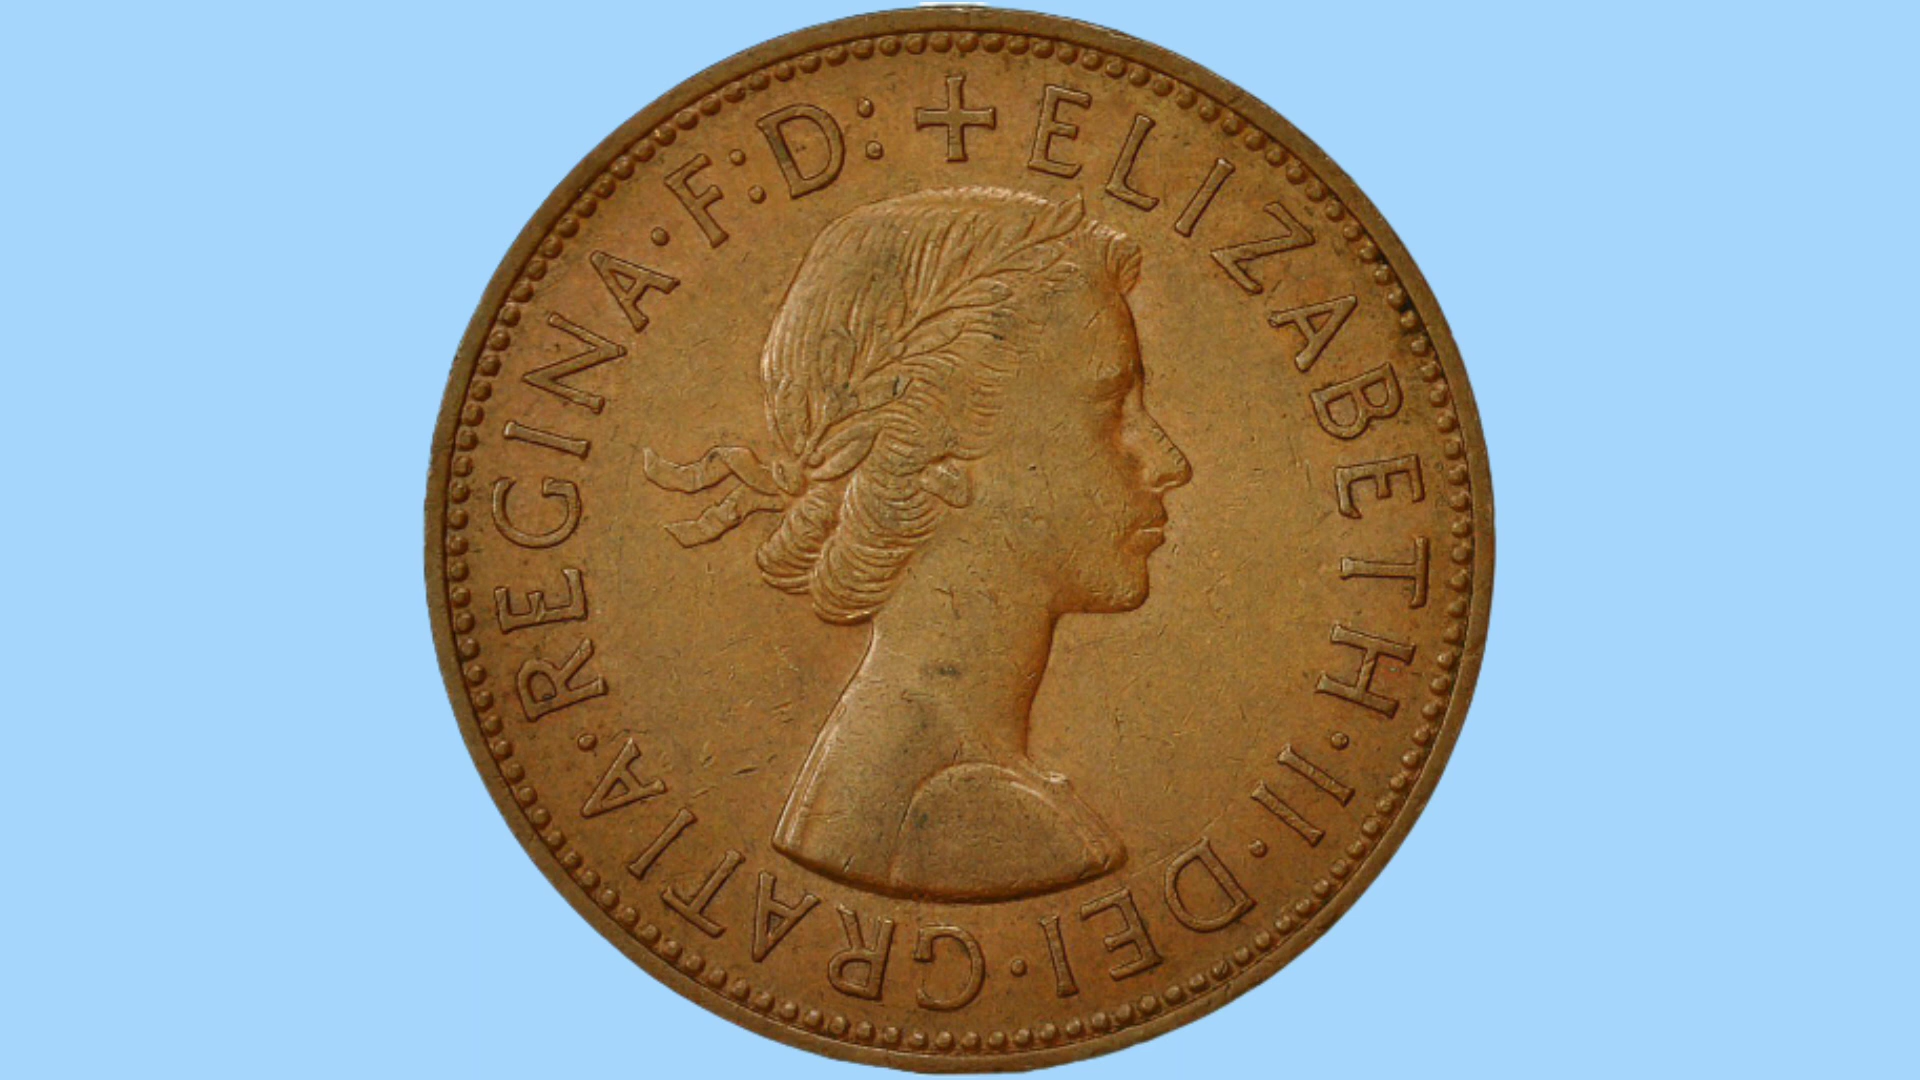 + ELIZABETH · II · DEI · GRATIA · REGINA · F: D: